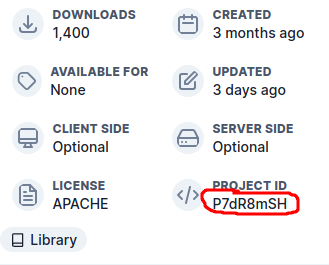 DOWNLOADS
1,400
CREATED
3 months ago
AVAILABLE FOR
None
UPDATED
3 days ago
CLIENT SIDE
Optional
SERVER SIDE
Optional
LICENSE
APACHE
PROJECT ID
P7dR8mSH
Library